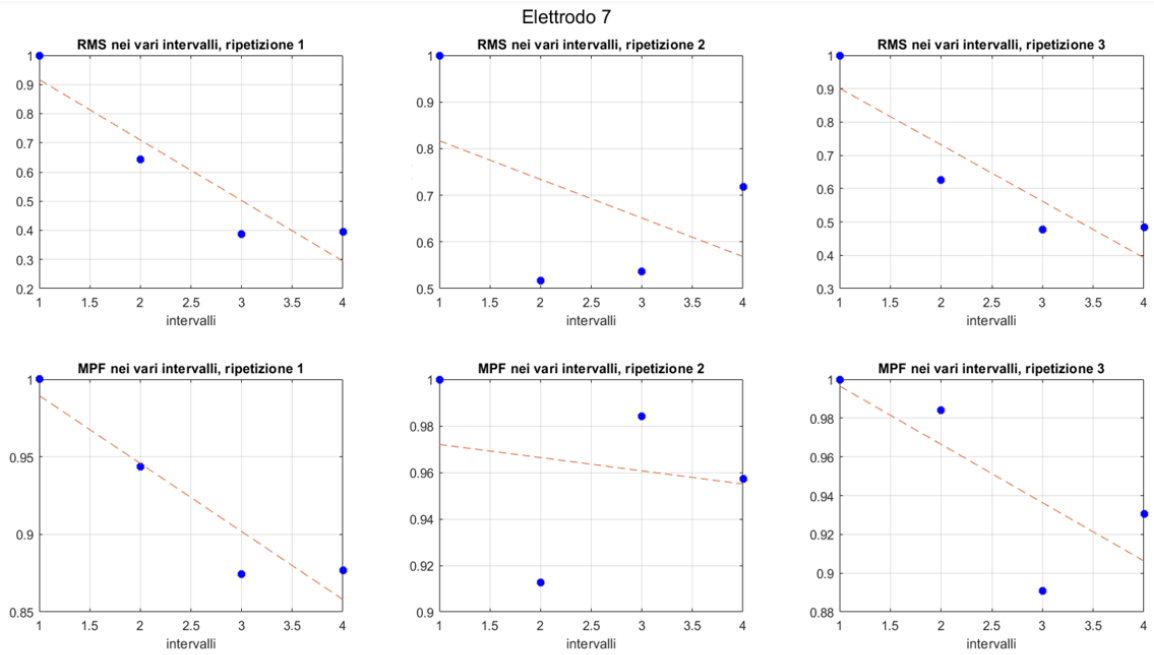 Elettrodo 7
RMS nei vari intervalli, ripetizione 1
1
0.9
0.8
0.7
0.6
0.5
0.4
0.3
0.2
1 1.5 2 2.5 3 3.5 4
intervalli
RMS nei vari intervalli, ripetizione 2
1
0.9
0.8
0.7
0.6
0.5
1 1.5 2 2.5 3 3.5 4
intervalli
RMS nei vari intervalli, ripetizione 3
1
0.9
0.8
0.7
0.6
0.5
0.4
0.3
1 1.5 2 2.5 3 3.5 4
intervalli
MPF nei vari intervalli, ripetizione 1
1
0.95
0.9
0.85
1 1.5 2 2.5 3 3.5 4
intervalli
MPF nei vari intervalli, ripetizione 2
1
0.98
0.96
0.94
0.92
0.9
1 1.5 2 2.5 3 3.5 4
intervalli
MPF nei vari intervalli, ripetizione 3
1
0.98
0.96
0.94
0.92
0.9
0.88
1 1.5 2 2.5 3 3.5 4
intervalli